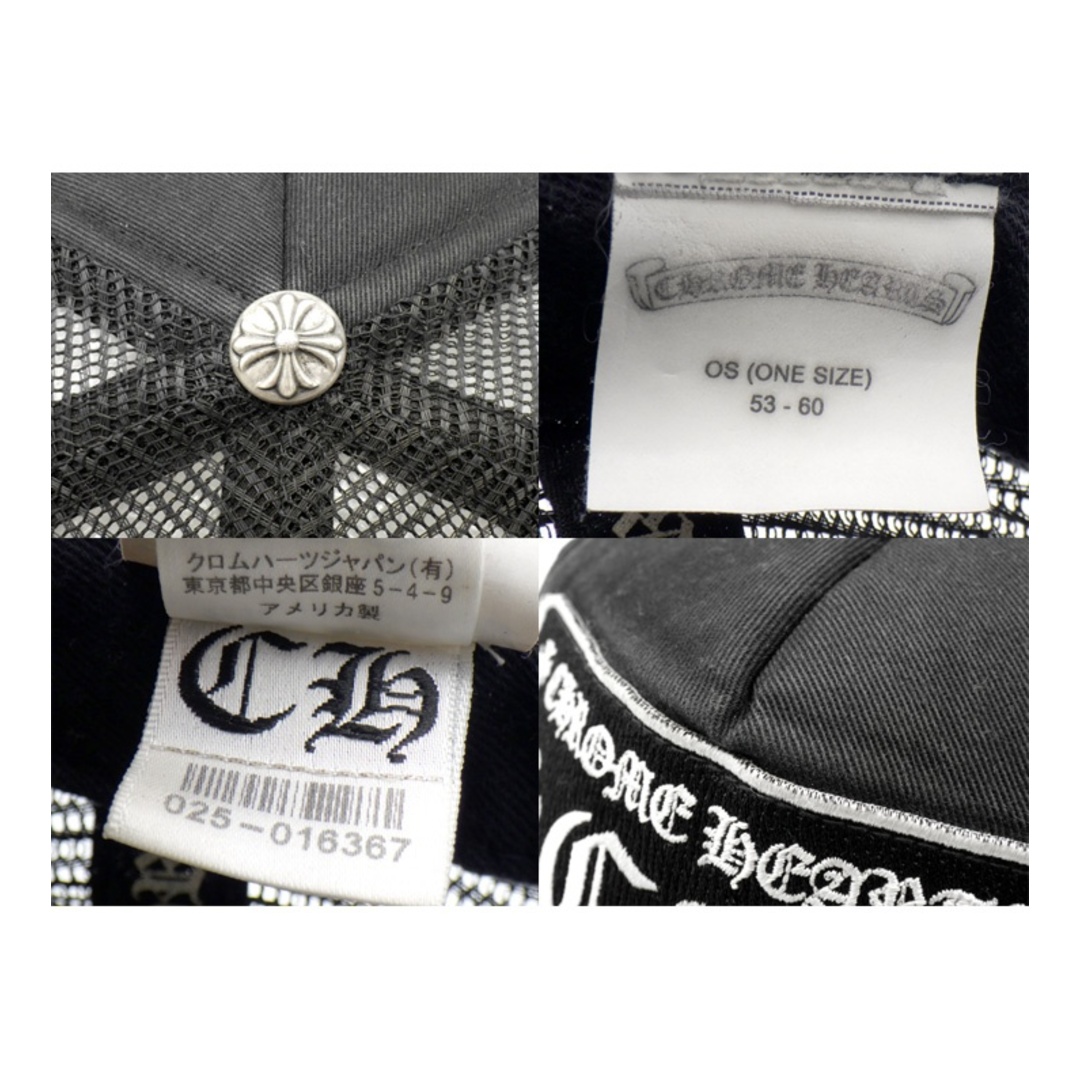 CHROME HEARTS
OS (ONE SIZE)
53 - 60
クロムハーツジャパン(有)
東京都中央区銀座5-4-9
アメリカ製
CH
025-016367
CHROME HEARTS
C